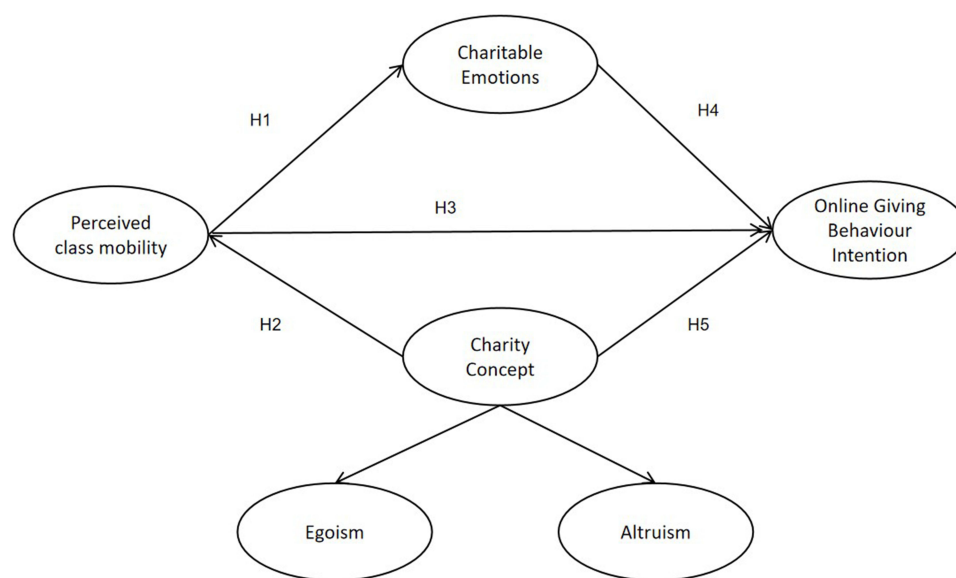 Charitable
Emotions
H1
H4
Perceived
class mobility
H3
Online Giving
Behaviour
Intention
H2
H5
Charity
Concept
Egoism
Altruism